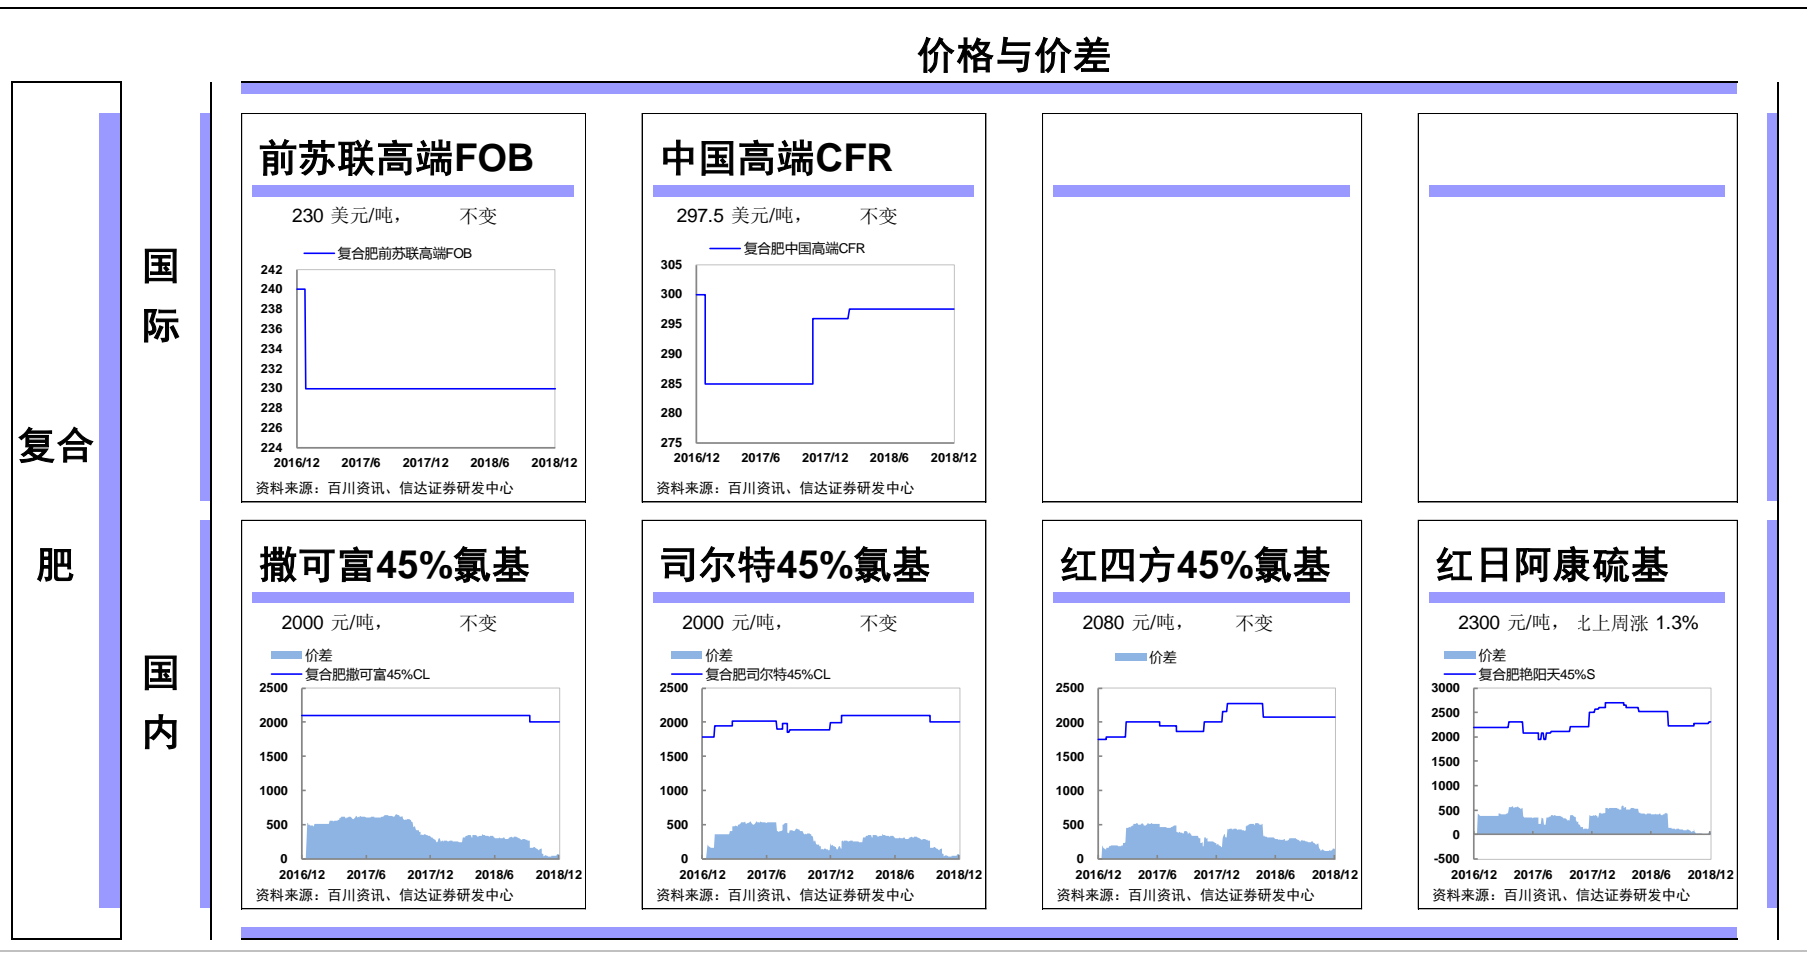 价格与价差
复合
肥
国
际
国
内
前苏联高端FOB
230 美元/吨， 不变
复合肥前苏联高端FOB
242
240
238
236
234
232
230
228
226
224
2016/12 2017/6 2017/12 2018/6 2018/12
资料来源：百川资讯、信达证券研发中心
中国高端CFR
297.5 美元/吨， 不变
复合肥中国高端CFR
305
300
295
290
285
280
275
2016/12 2017/6 2017/12 2018/6 2018/12
资料来源：百川资讯、信达证券研发中心
撒可富45%氯基
2000 元/吨， 不变
价差
复合肥撒可富45%CL
2500
2000
1500
1000
500
0
2016/12 2017/6 2017/12 2018/6 2018/12
资料来源：百川资讯、信达证券研发中心
司尔特45%氯基
2000 元/吨， 不变
价差
复合肥司尔特45%CL
2500
2000
1500
1000
500
0
2016/12 2017/6 2017/12 2018/6 2018/12
资料来源：百川资讯、信达证券研发中心
红四方45%氯基
2080 元/吨， 不变
价差
2500
2000
1500
1000
500
0
2016/12 2017/6 2017/12 2018/6 2018/12
资料来源：百川资讯、信达证券研发中心
红日阿康硫基
2300 元/吨， 比上周涨 1.3%
价差
复合肥艳阳天45%S
3000
2500
2000
1500
1000
500
0
-500
2016/12 2017/6 2017/12 2018/6 2018/12
资料来源：百川资讯、信达证券研发中心